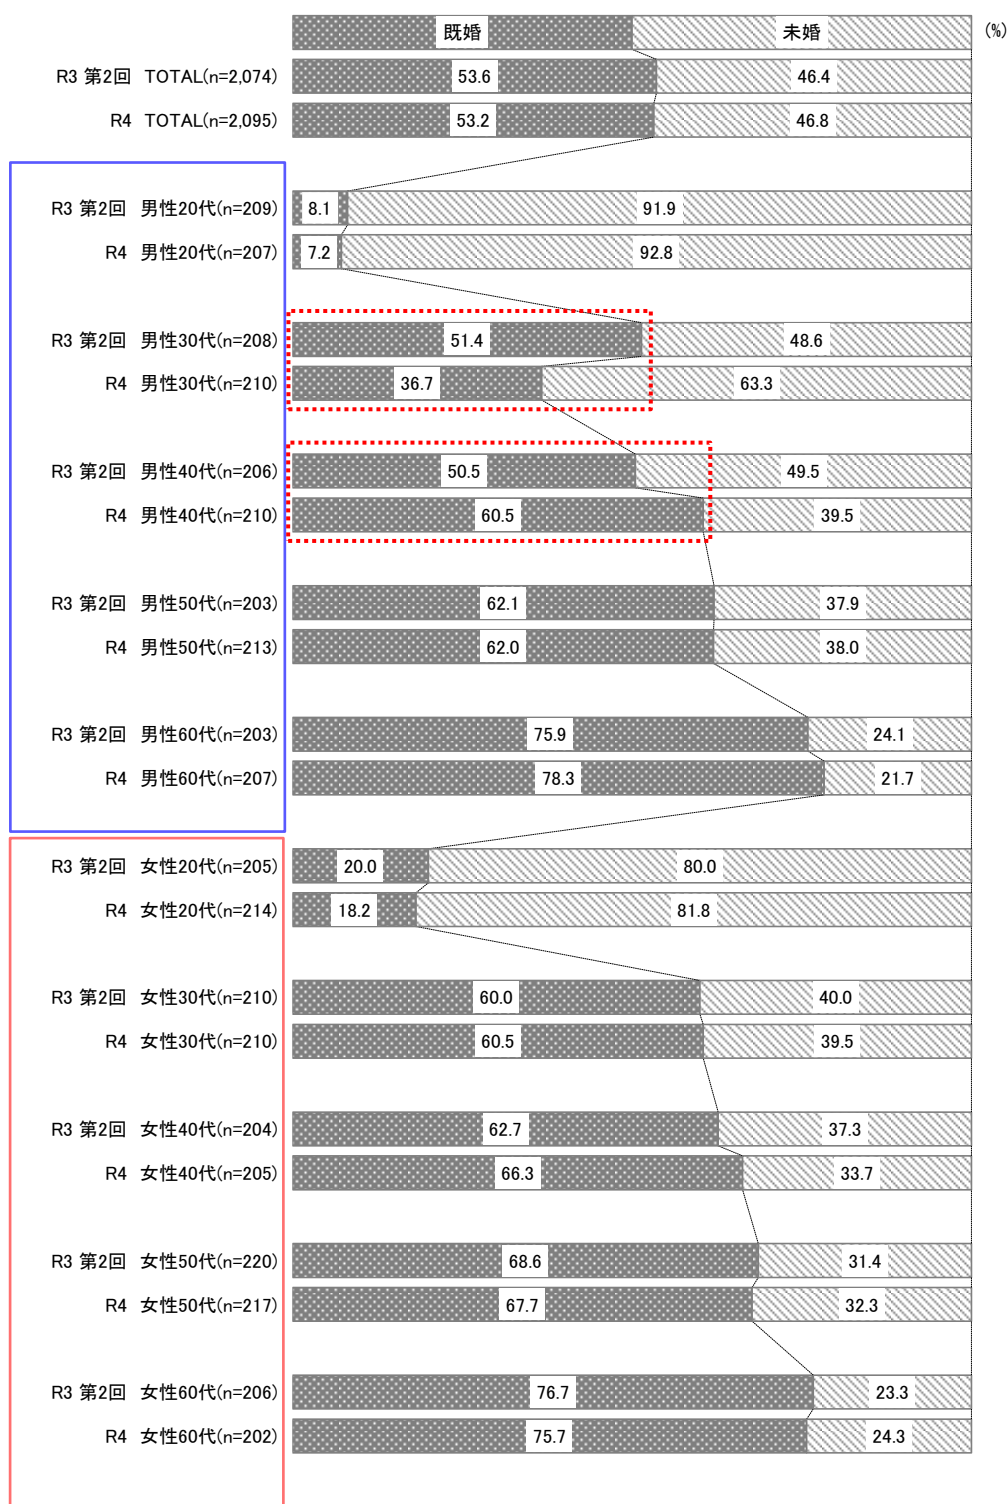 既婚 未婚 (%)
R3 第2回 TOTAL(n=2,074) 53.6 46.4
R4 TOTAL(n=2,095) 53.2 46.8
R3 第2回 男性20代(n=209) 8.1 91.9
R4 男性20代(n=207) 7.2 92.8
R3 第2回 男性30代(n=208) 51.4 48.6
R4 男性30代(n=210) 36.7 63.3
R3 第2回 男性40代(n=206) 50.5 49.5
R4 男性40代(n=210) 60.5 39.5
R3 第2回 男性50代(n=203) 62.1 37.9
R4 男性50代(n=213) 62.0 38.0
R3 第2回 男性60代(n=203) 75.9 24.1
R4 男性60代(n=207) 78.3 21.7
R3 第2回 女性20代(n=205) 20.0 80.0
R4 女性20代(n=214) 18.2 81.8
R3 第2回 女性30代(n=210) 60.0 40.0
R4 女性30代(n=210) 60.5 39.5
R3 第2回 女性40代(n=204) 62.7 37.3
R4 女性40代(n=205) 66.3 33.7
R3 第2回 女性50代(n=220) 68.6 31.4
R4 女性50代(n=217) 67.7 32.3
R3 第2回 女性60代(n=206) 76.7 23.3
R4 女性60代(n=202) 75.7 24.3